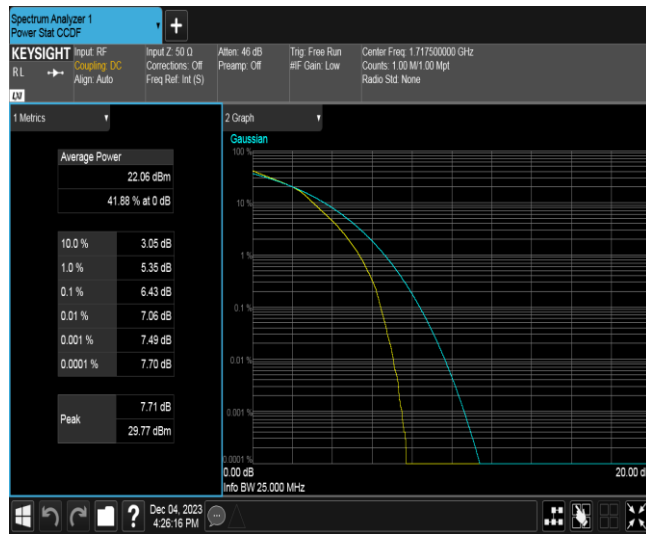 Spectrum Analyzer 1
Power Stat CCDF
+
KEYSIGHT
RL
LXI
Input: RF
Coupling: DC
Align: Auto
Input Z: 50 Ω
Corrections: Off
Freq Ref: Int (S)
Atten: 46 dB
Preamp: Off
Trig: Free Run
#IF Gain: Low
Center Freq: 1.717500000 GHz
Counts: 1.00 M/1.00 Mpt
Radio Std: None
1 Metrics
Average Power
22.06 dBm
41.88 % at 0 dB
10.0 % 3.05 dB
1.0 % 5.35 dB
0.1 % 6.43 dB
0.01 % 7.06 dB
0.001 % 7.49 dB
0.0001 % 7.70 dB
Peak
7.71 dB
29.77 dBm
2 Graph
Gaussian
100 %
10 %
1 %
0.1 %
0.01 %
0.001 %
0.0001 %
0.00 dB 20.00 d
Info BW 25.000 MHz
?
Dec 04, 2023
4:26:16 PM